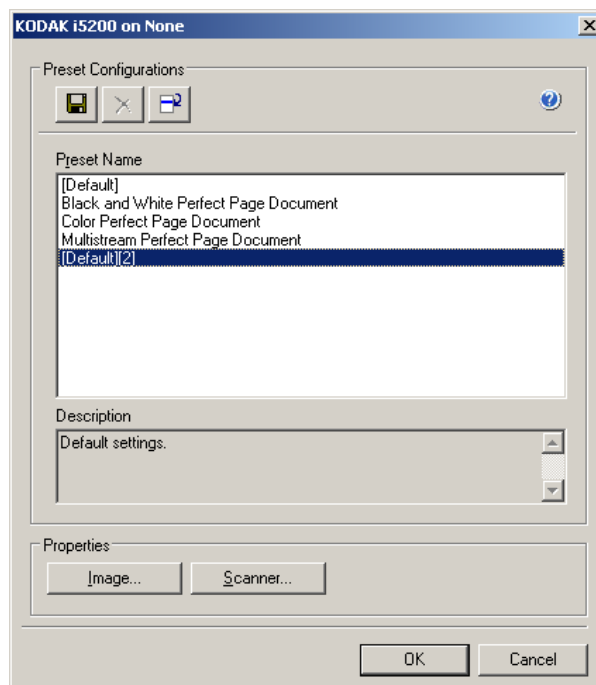 KODAK i5200 on None
Preset Configurations
Preset Name
[Default]
Black and White Perfect Page Document
Color Perfect Page Document
Multistream Perfect Page Document
[Default][2]
Description
Default settings.
Properties
Image...
Scanner...
OK
Cancel